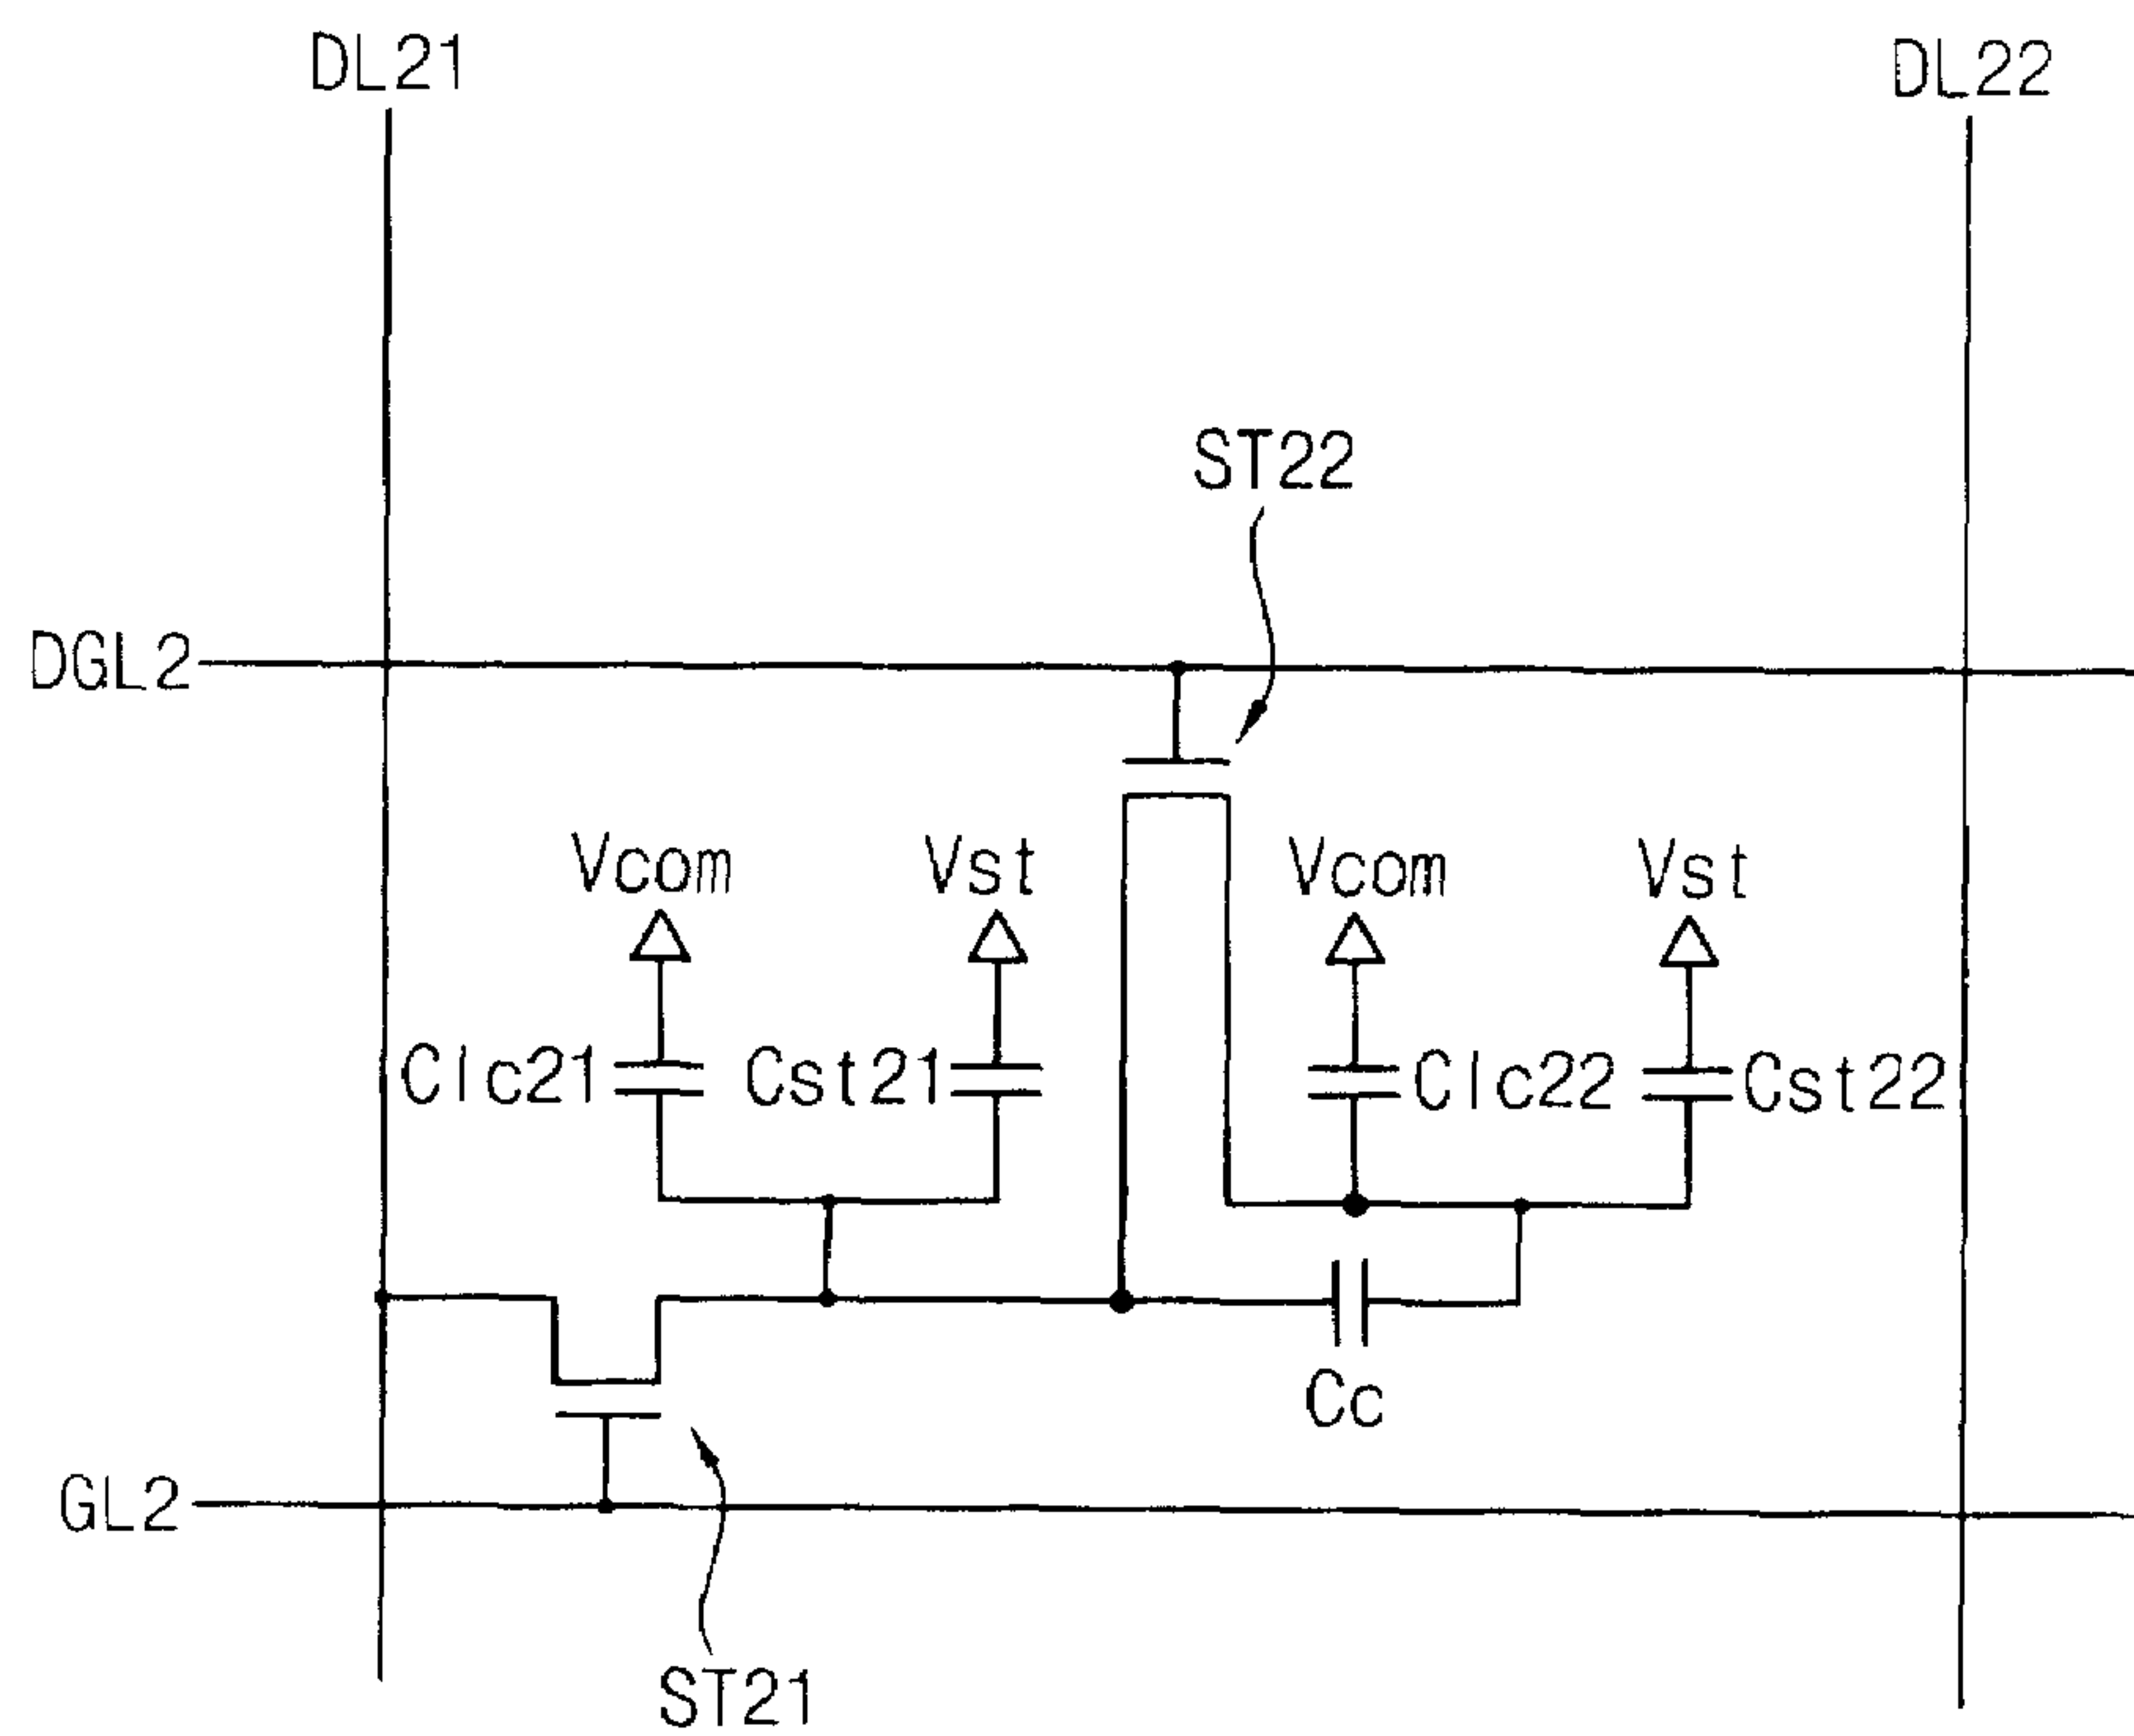 DL21
DL22
ST22
DGL2
Vcom
Vst
Vcom
Vst
Clc21
Cst21
Clc22
Cst22
Cc
GL2
ST21